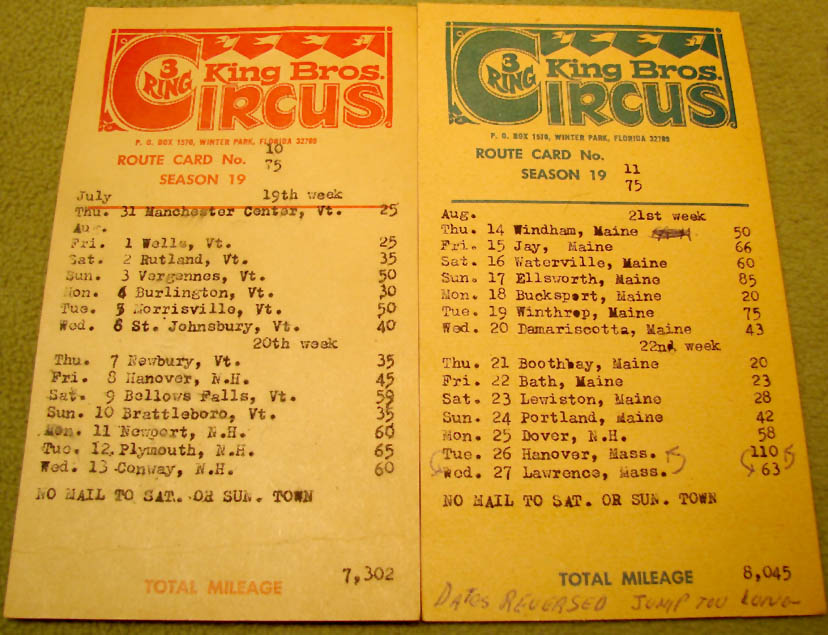 3 RING
King Bros.
CIRCUS
P. O. BOX 1570, WINTER PARK, FLORIDA 32789
ROUTE CARD No. 10
SEASON 19 75
July 19th week
Thu. 31 Manchester Center, Vt. 25
Aug.
Fri. 1 Wells, Vt. 25
Sat. 2 Rutland, Vt. 35
Sun. 3 Vergennes, Vt. 50
Mon. 4 Burlington, Vt. 30
Tue. 5 Morrisville, Vt. 50
Wed. 6 St. Johnsbury, Vt. 40
20th week
Thu. 7 Newbury, Vt. 35
Fri. 8 Hanover, N.H. 45
Sat. 9 Bellows Falls, Vt. 59
Sun. 10 Brattleboro, Vt. 35
Mon. 11 Newport, N.H. 60
Tue. 12 Plymouth, N.H. 65
Wed. 13 Conway, N.H. 60
NO MAIL TO SAT. OR SUN. TOWN
TOTAL MILEAGE 7,302
3 RING
King Bros.
CIRCUS
P. O. BOX 1570, WINTER PARK, FLORIDA 32789
ROUTE CARD No. 11
SEASON 19 75
Aug. 21st week
Thu. 14 Windham, Maine 50
Fri. 15 Jay, Maine 66
Sat. 16 Waterville, Maine 60
Sun. 17 Ellsworth, Maine 85
Mon. 18 Bucksport, Maine 20
Tue. 19 Winthrop, Maine 75
Wed. 20 Damariscotta, Maine 43
22nd week
Thu. 21 Boothbay, Maine 20
Fri. 22 Bath, Maine 23
Sat. 23 Lewiston, Maine 28
Sun. 24 Portland, Maine 42
Mon. 25 Dover, N.H. 58
Tue. 26 Hanover, Mass. 110
Wed. 27 Lawrence, Mass. 63
NO MAIL TO SAT. OR SUN. TOWN
TOTAL MILEAGE 8,045
DATES REVERSED JUMP TOO LONG